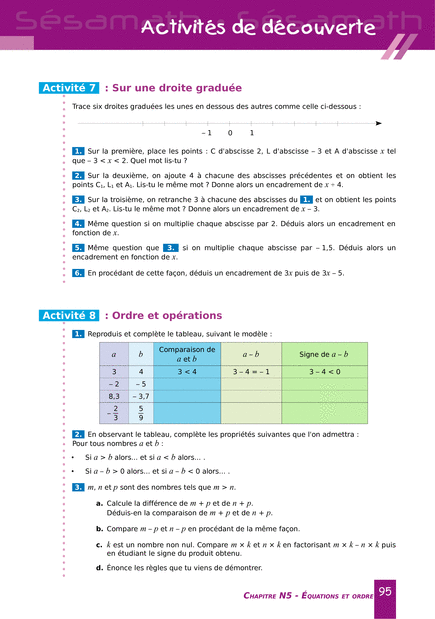 Sésamath Sésamath Sésamath
Activités de découverte
Activité 7 : Sur une droite graduée
Trace six droites graduées les unes en dessous des autres comme celle ci-dessous :
– 1 0 1
1. Sur la première, place les points : C d'abscisse 2, L d'abscisse – 3 et A d'abscisse x tel
que – 3 < x < 2. Quel mot lis-tu ?
2. Sur la deuxième, on ajoute 4 à chacune des abscisses précédentes et on obtient les
points C₁, L₁ et A₁. Lis-tu le même mot ? Donne alors un encadrement de x + 4.
3. Sur la troisième, on retranche 3 à chacune des abscisses du 1. et on obtient les points
C₂, L₂ et A₂. Lis-tu le même mot ? Donne alors un encadrement de x – 3.
4. Même question si on multiplie chaque abscisse par 2. Déduis alors un encadrement en
fonction de x.
5. Même question que 3. si on multiplie chaque abscisse par – 1,5. Déduis alors un
encadrement en fonction de x.
6. En procédant de cette façon, déduis un encadrement de 3x puis de 3x – 5.
Activité 8 : Ordre et opérations
1. Reproduis et complète le tableau, suivant le modèle :
a b Comparaison de a et b a – b Signe de a – b
3 4 3 < 4 3 – 4 = – 1 3 – 4 < 0
– 2 – 5
8,3 – 3,7
– 2/3 5/9
2. En observant le tableau, complète les propriétés suivantes que l'on admettra :
Pour tous nombres a et b :
• Si a > b alors... et si a < b alors... .
• Si a – b > 0 alors... et si a – b < 0 alors... .
3. m, n et p sont des nombres tels que m > n.
a. Calcule la différence de m + p et de n + p.
Déduis-en la comparaison de m + p et de n + p.
b. Compare m – p et n – p en procédant de la même façon.
c. k est un nombre non nul. Compare m × k et n × k en factorisant m × k – n × k puis
en étudiant le signe du produit obtenu.
d. Énonce les règles que tu viens de démontrer.
CHAPITRE N5 - ÉQUATIONS ET ORDRE 95